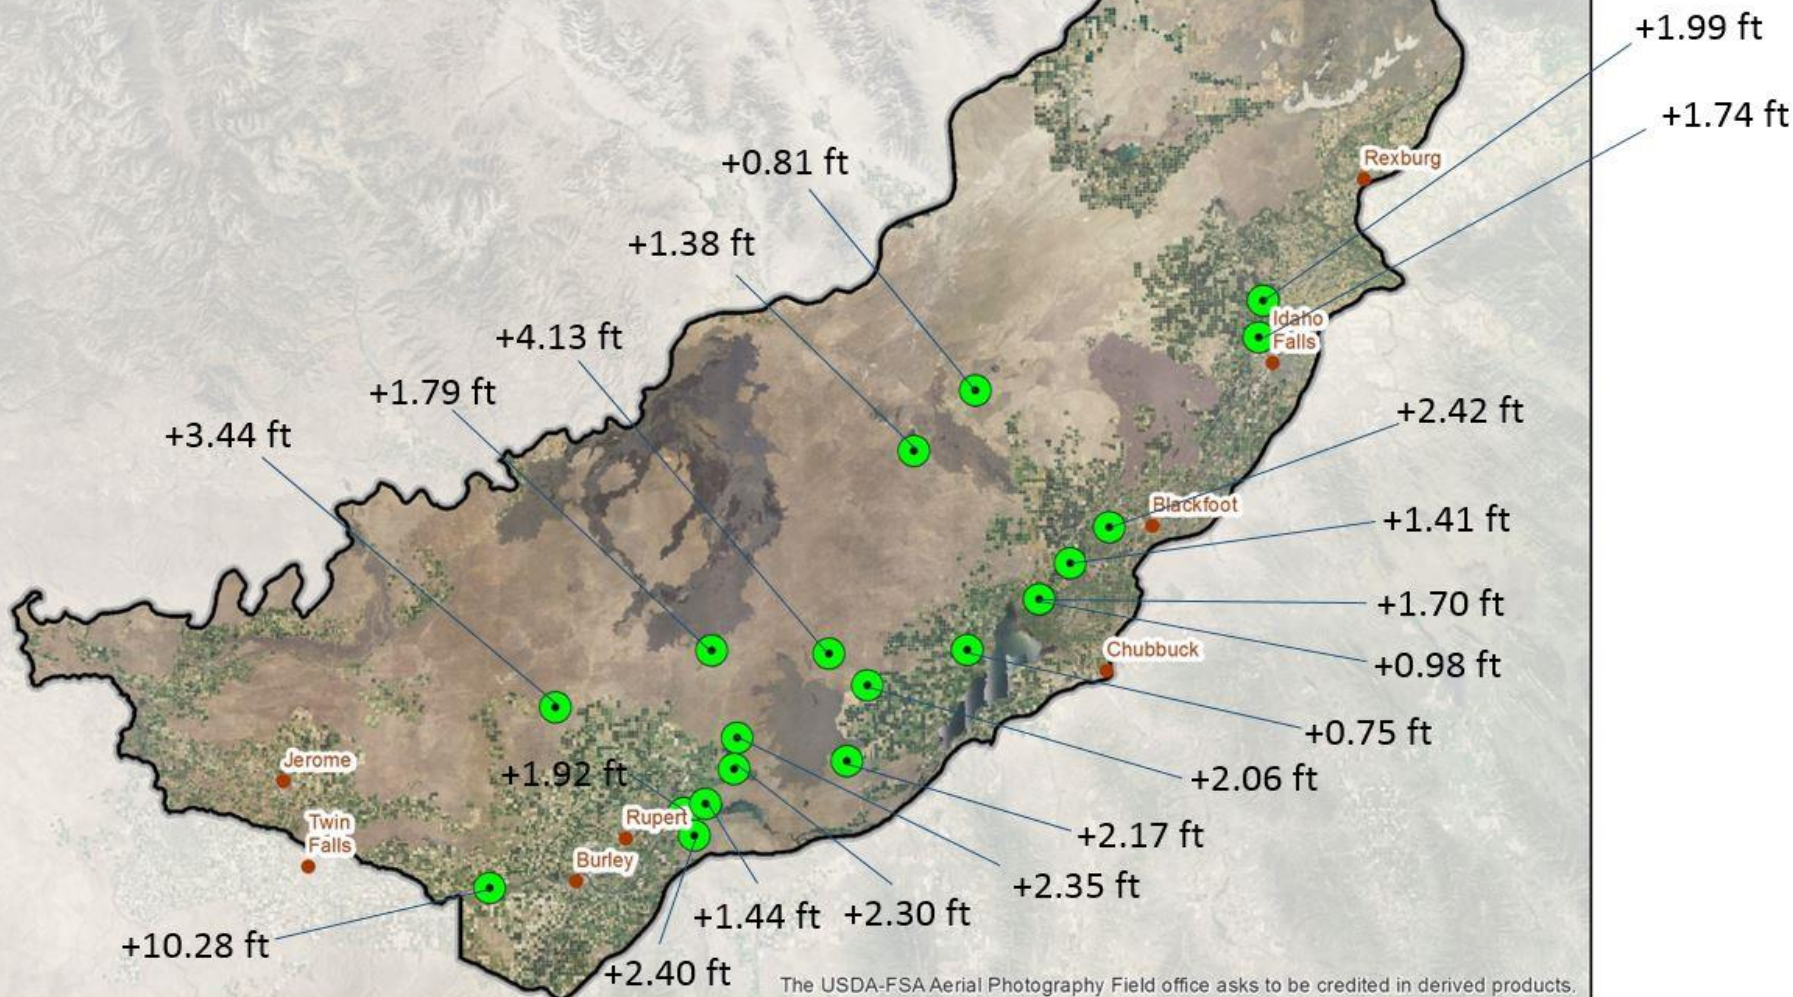 +1.99 ft
+1.74 ft
Rexburg
+0.81 ft
+1.38 ft
Idaho
Falls
+4.13 ft
+1.79 ft
+2.42 ft
+3.44 ft
Blackfoot
+1.41 ft
+1.70 ft
Chubbuck
+0.98 ft
+0.75 ft
Jerome
+1.92 ft
+2.06 ft
Twin
Falls
Rupert
+2.17 ft
Burley
+2.35 ft
+1.44 ft
+2.30 ft
+10.28 ft
+2.40 ft
The USDA-FSA Aerial Photography Field office asks to be credited in derived products.